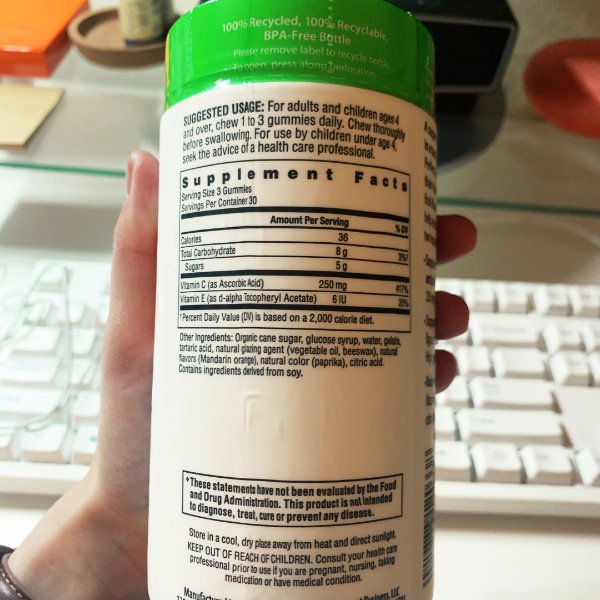 100% Recycled, 100% Recyclable,
BPA-Free Bottle
Please remove label to recycle bottle.
To open, press along perforation.
SUGGESTED USAGE: For adults and children ages 4
and over, chew 1 to 3 gummies daily. Chew thoroughly
before swallowing. For use by children under age 4,
seek the advice of a health care professional.
Supplement Facts
Serving Size 3 Gummies
Servings Per Container 30
Amount Per Serving % DV
Calories 36
Total Carbohydrate 8 g 3%*
Sugars 5 g
Vitamin C (as Ascorbic Acid) 250 mg 417%
Vitamin E (as d-alpha Tocopheryl Acetate) 6 IU 20%
*Percent Daily Value (DV) is based on a 2,000 calorie diet.
Other Ingredients: Organic cane sugar, glucose syrup, water, gelatin,
tartaric acid, natural glazing agent (vegetable oil, beeswax), natural
flavors (Mandarin orange), natural color (paprika), citric acid.
Contains ingredients derived from soy.
*These statements have not been evaluated by the Food
and Drug Administration. This product is not intended
to diagnose, treat, cure or prevent any disease.
Store in a cool, dry place away from heat and direct sunlight.
KEEP OUT OF REACH OF CHILDREN. Consult your health care
professional prior to use if you are pregnant, nursing, taking
medication or have medical condition.
Business, LLC